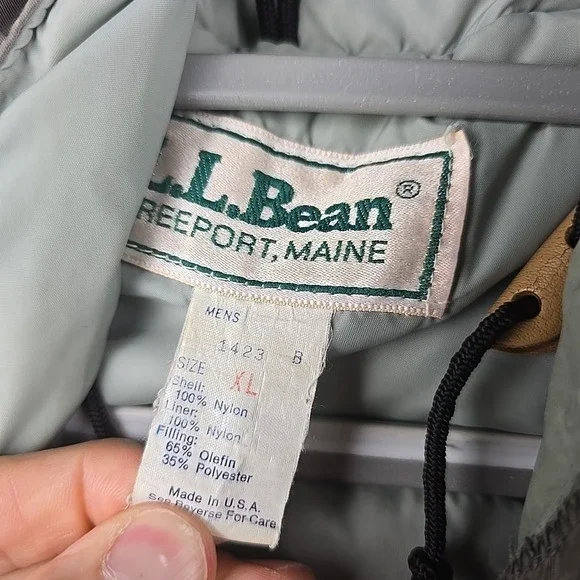 L.L.Bean®
REEPORT, MAINE
MENS
1423 B
SIZE XL
Shell:
100% Nylon
Liner:
100% Nylon
Filling:
65% Olefin
35% Polyester
Made in U.S.A.
See Reverse For Care